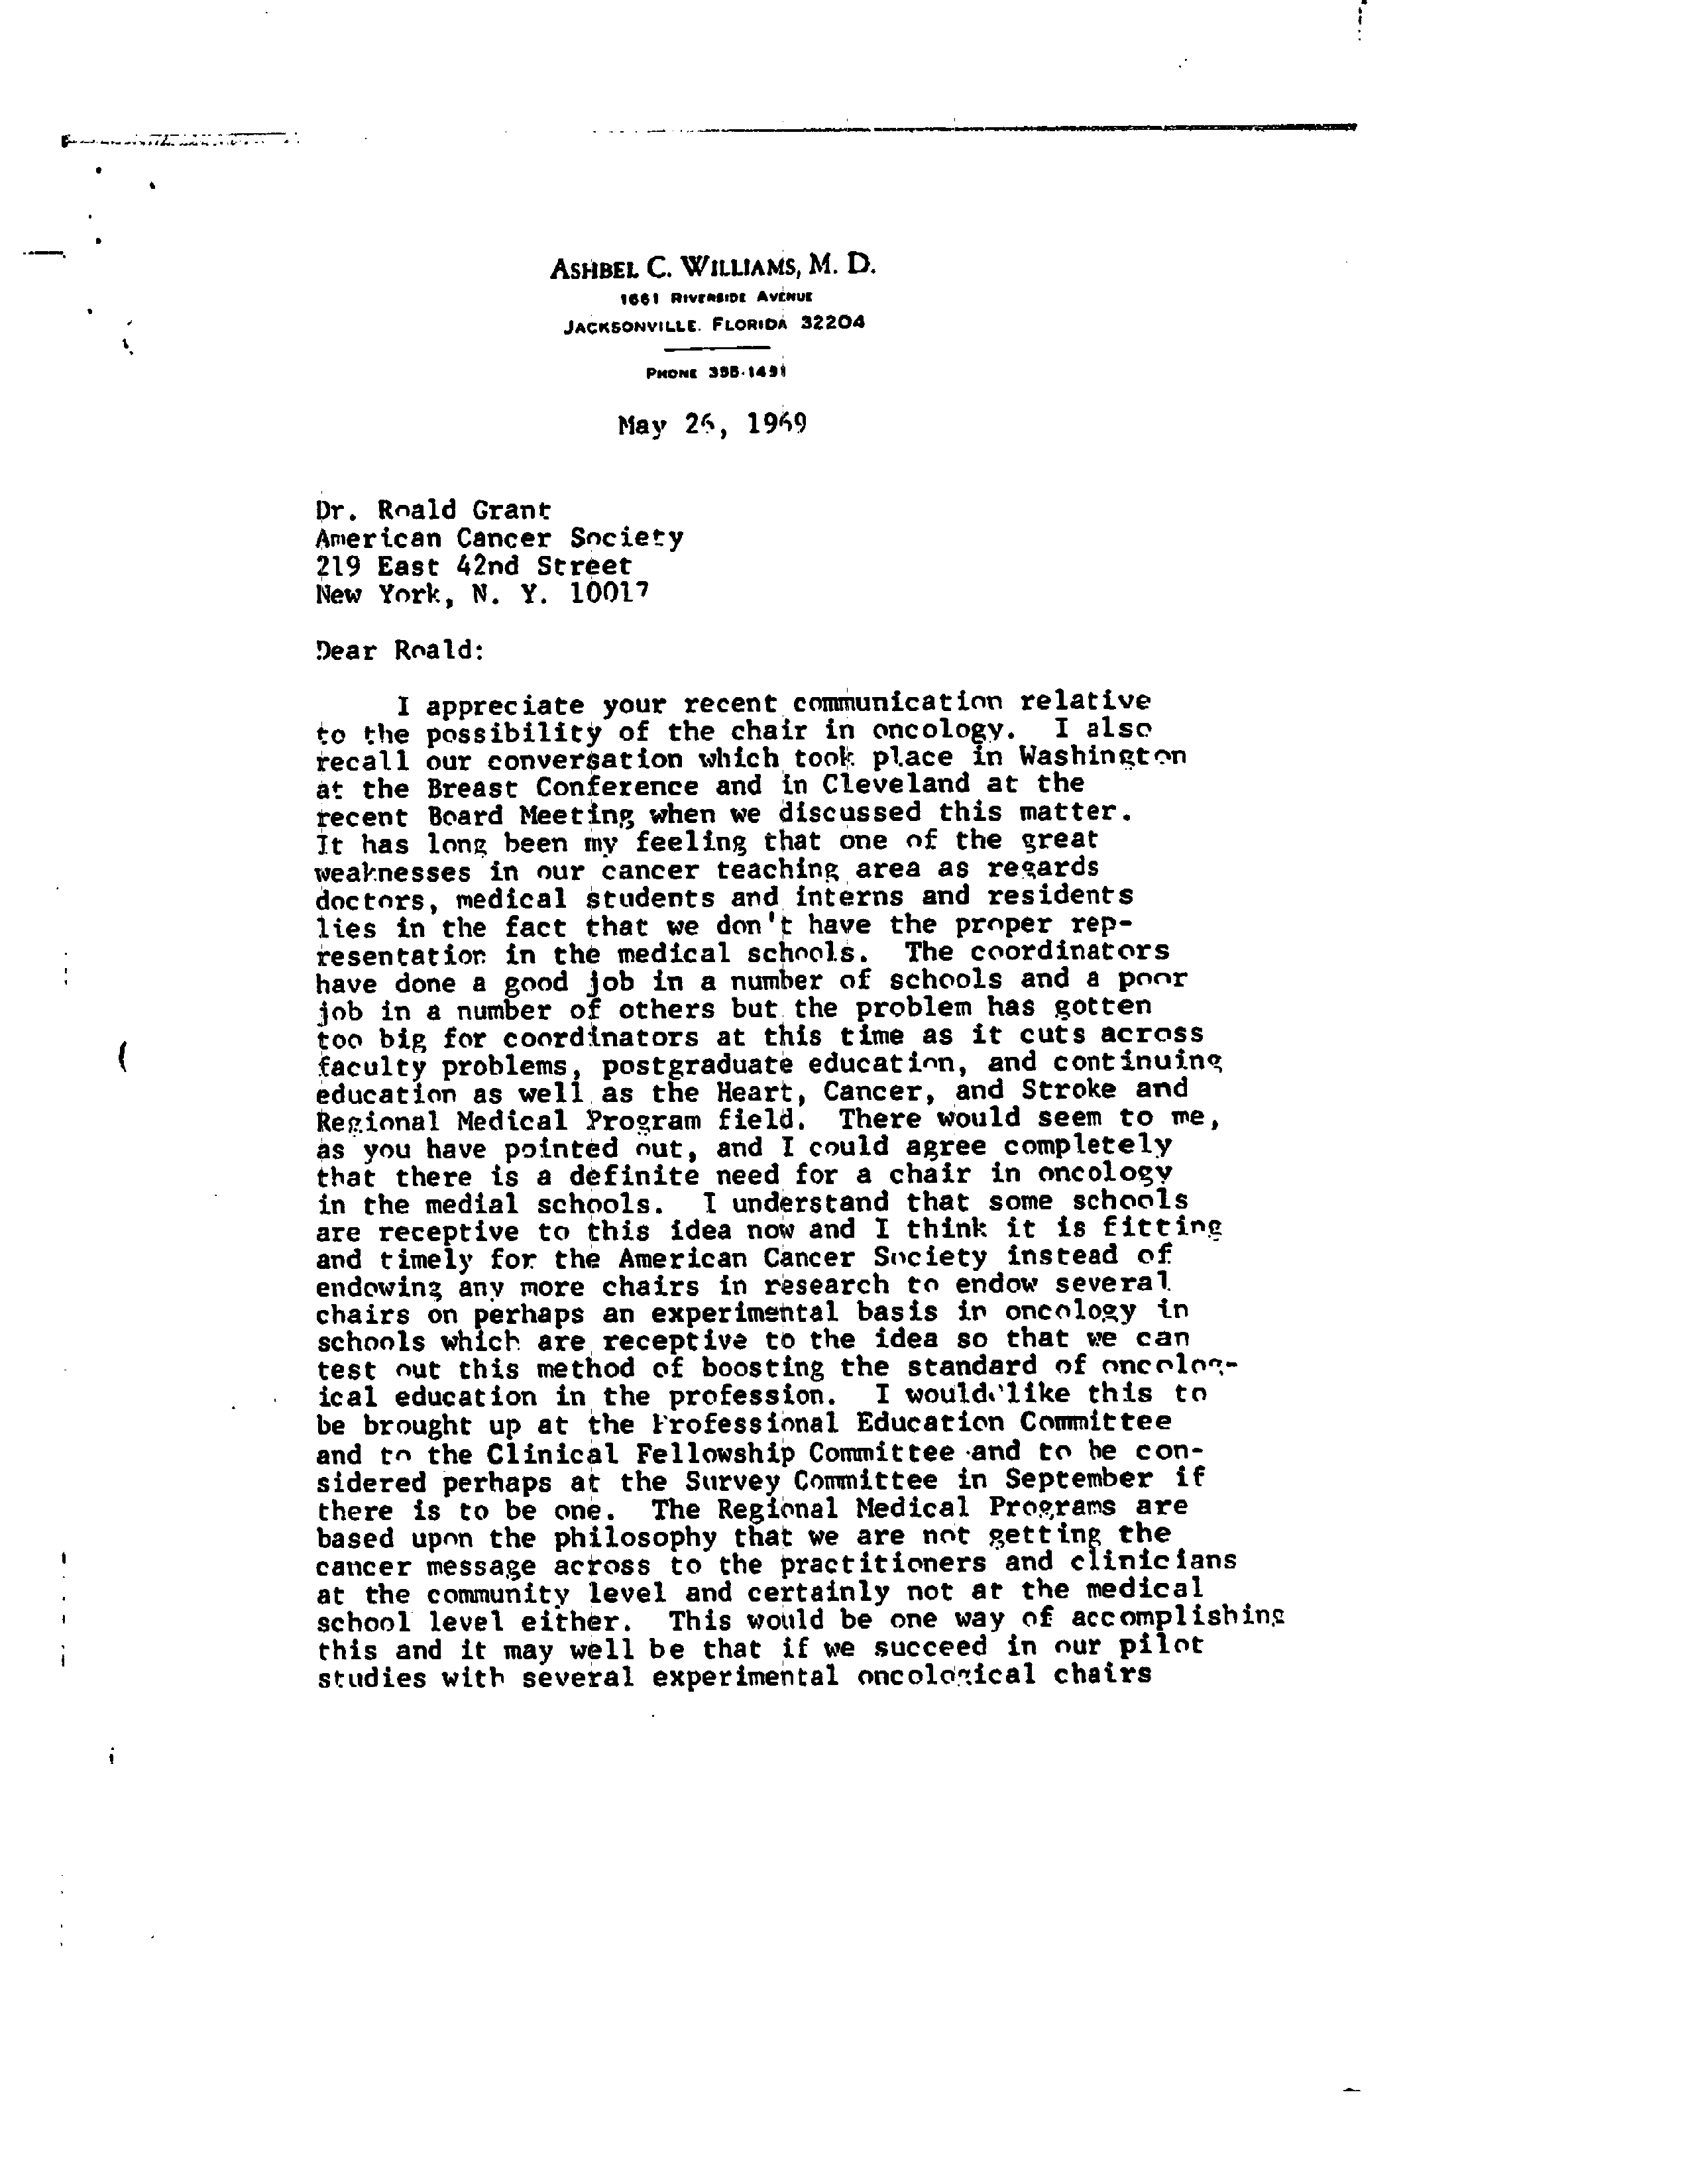 ASHBEL C. WILLIAMS, M. D.
1661 RIVERSIDE AVENUE
JACKSONVILLE, FLORIDA 32204
PHONE 355-1491
May 26, 1969
Dr. Roald Grant
American Cancer Society
219 East 42nd Street
New York, N. Y. 10017
Dear Roald:
I appreciate your recent communication relative
to the possibility of the chair in oncology. I also
recall our conversation which took place in Washington
at the Breast Conference and in Cleveland at the
recent Board Meeting when we discussed this matter.
It has long been my feeling that one of the great
weaknesses in our cancer teaching area as regards
doctors, medical students and interns and residents
lies in the fact that we don't have the proper rep-
resentation in the medical schools. The coordinators
have done a good job in a number of schools and a poor
job in a number of others but the problem has gotten
too big for coordinators at this time as it cuts across
faculty problems, postgraduate education, and continuing
education as well as the Heart, Cancer, and Stroke and
Regional Medical Program field. There would seem to me,
as you have pointed out, and I could agree completely
that there is a definite need for a chair in oncology
in the medial schools. I understand that some schools
are receptive to this idea now and I think it is fitting
and timely for the American Cancer Society instead of
endowing any more chairs in research to endow several
chairs on perhaps an experimental basis in oncology in
schools which are receptive to the idea so that we can
test out this method of boosting the standard of oncolog-
ical education in the profession. I would like this to
be brought up at the Professional Education Committee
and to the Clinical Fellowship Committee and to be con-
sidered perhaps at the Survey Committee in September if
there is to be one. The Regional Medical Programs are
based upon the philosophy that we are not getting the
cancer message across to the practitioners and clinicians
at the community level and certainly not at the medical
school level either. This would be one way of accomplishing
this and it may well be that if we succeed in our pilot
studies with several experimental oncological chairs